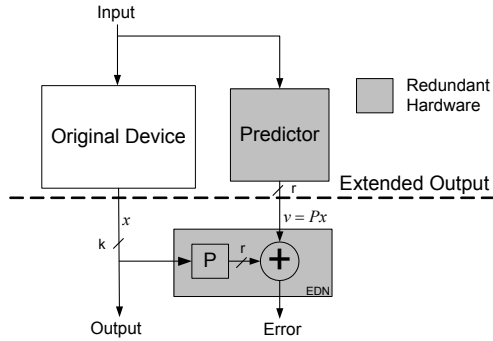 Input
Original Device
Predictor
Redundant
Hardware
r
Extended Output
x
v = Px
k
P
r
+
EDN
Output
Error